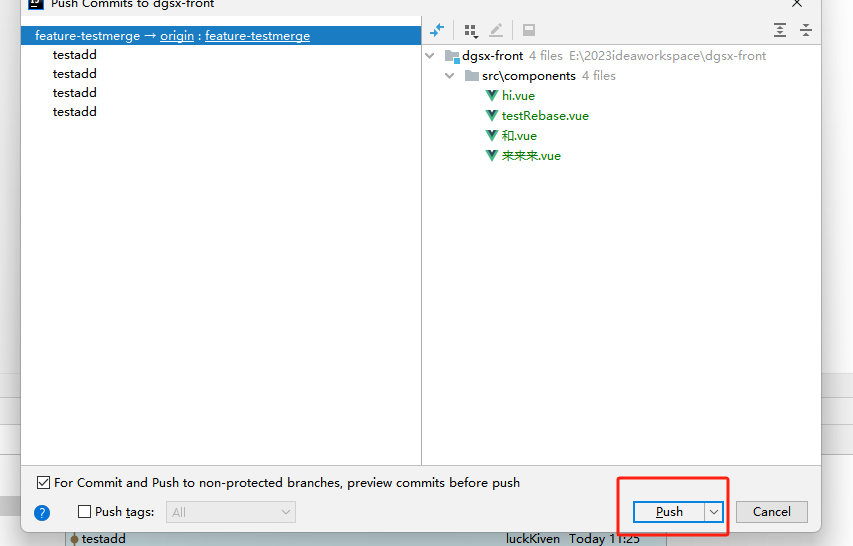 Push Commits to dgsx-front
feature-testmerge → origin : feature-testmerge
testadd
testadd
testadd
testadd
dgsx-front 4 files E:\2023ideaworkspace\dgsx-front
src\components 4 files
hi.vue
testRebase.vue
和.vue
来来来.vue
For Commit and Push to non-protected branches, preview commits before push
? Push tags: All Push Cancel
testadd luckKiven Today 11:25